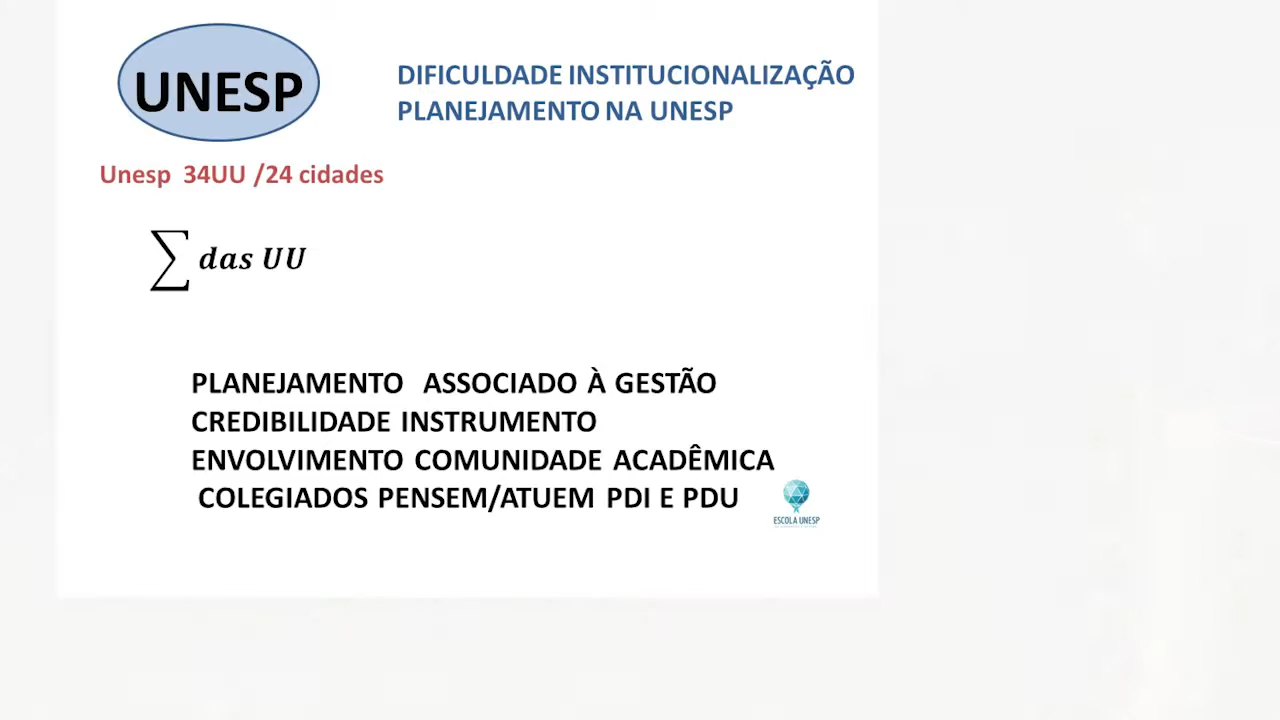 UNESP
DIFICULDADE INSTITUCIONALIZAÇÃO
PLANEJAMENTO NA UNESP
Unesp 34UU /24 cidades
∑ das UU
PLANEJAMENTO ASSOCIADO À GESTÃO
CREDIBILIDADE INSTRUMENTO
ENVOLVIMENTO COMUNIDADE ACADÊMICA
COLEGIADOS PENSEM/ATUEM PDI E PDU
ESCOLA UNESP